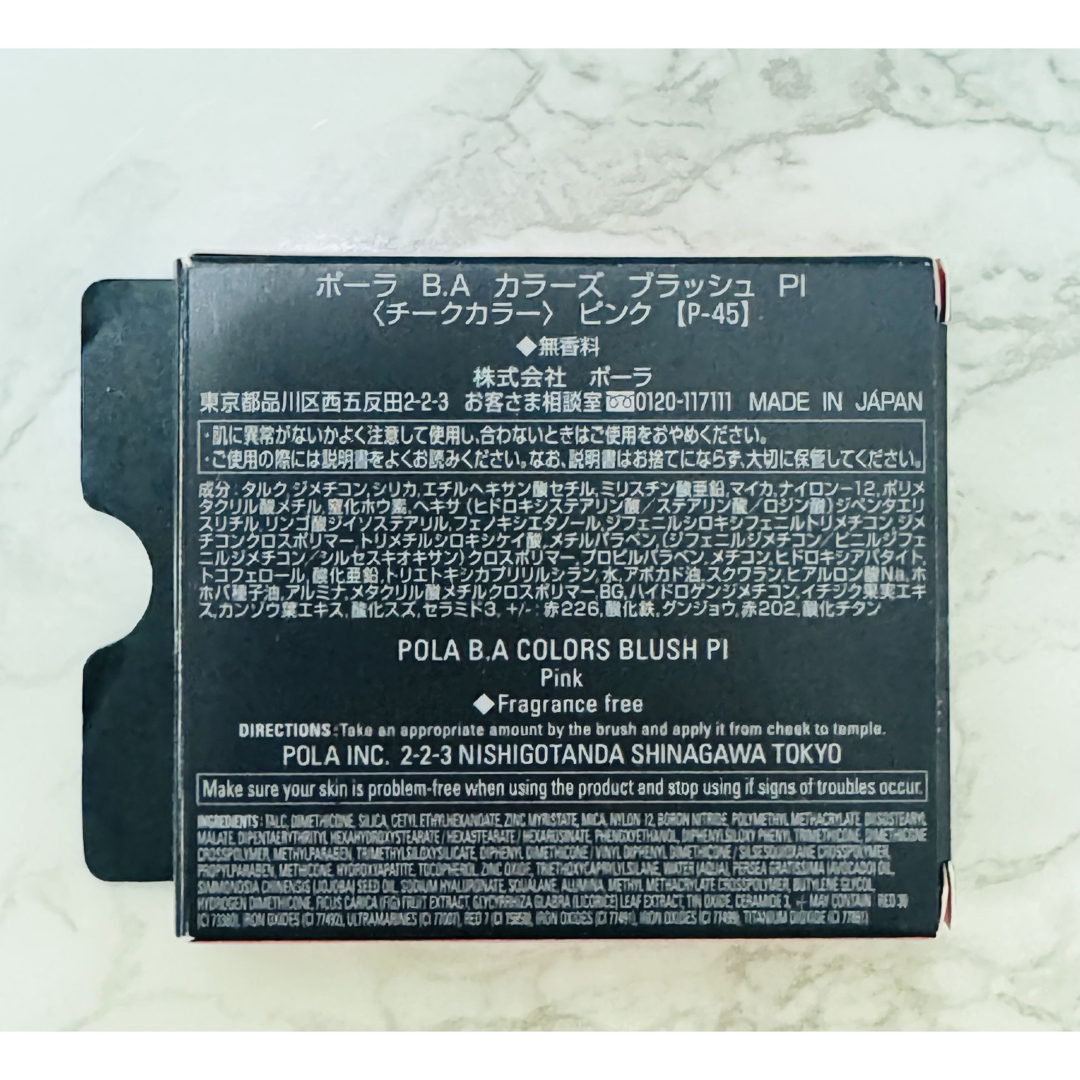 ポーラ B.A カラーズ ブラッシュ PI
〈チークカラー〉 ピンク 【P-45】
◆無香料
株式会社 ポーラ
東京都品川区西五反田2-2-3 お客さま相談室 0120-117111 MADE IN JAPAN
・肌に異常がないかよく注意して使用し、合わないときはご使用をおやめください。
・ご使用の際には説明書をよくお読みください。なお、説明書はお捨てにならず、大切に保管してください。
成分:タルク,ジメチコン,シリカ,エチルヘキサン酸セチル,ミリスチン酸亜鉛,マイカ,ナイロン-12,ポリメ
タクリル酸メチル,窒化ホウ素,ヘキサ(ヒドロキシステアリン酸/ステアリン酸/ロジン酸)ジペンタエリ
スリチル,リンゴ酸ジイソステアリル,フェノキシエタノール,ジフェニルシロキシフェニルトリメチコン,ジメ
チコンクロスポリマー,トリメチルシロキシケイ酸,メチルパラベン,(ジフェニルジメチコン/ビニルジフェ
ニルジメチコン/シルセスキオキサン)クロスポリマー,プロピルパラベン,メチコン,ヒドロキシアパタイト,
トコフェロール,酸化亜鉛,トリエトキシカプリリルシラン,水,アボカド油,スクワラン,ヒアルロン酸Na,ホ
ホバ種子油,アルミナ,メタクリル酸メチルクロスポリマー,BG,ハイドロゲンジメチコン,イチジク果実エキ
ス,カンゾウ葉エキス,酸化スズ,セラミド3, +/- 赤226,酸化鉄,グンジョウ,赤202,酸化チタン
POLA B.A COLORS BLUSH PI
Pink
◆Fragrance free
DIRECTIONS:Take an appropriate amount by the brush and apply it from cheek to temple.
POLA INC. 2-2-3 NISHIGOTANDA SHINAGAWA TOKYO
Make sure your skin is problem-free when using the product and stop using if signs of troubles occur.
INGREDIENTS: TALC, DIMETHICONE, SILICA, CETYL ETHYLHEXANOATE, ZINC MYRISTATE, MICA, NYLON 12, BORON NITRIDE, POLYMETHYL METHACRYLATE, DIISOSTEARYL
MALATE, DIPENTAERYTHRITYL HEXAHYDROXYSTEARATE / HEXASTEARATE / HEXAROSINATE, PHENOXYETHANOL, DIPHENYLSILOXY PHENYL TRIMETHICONE, DIMETHICONE
CROSSPOLYMER, METHYLPARABEN, TRIMETHYLSILOXYSILICATE, DIPHENYL DIMETHICONE / VINYL DIPHENYL DIMETHICONE / SILSESQUIOXANE CROSSPOLYMER,
PROPYLPARABEN, METHICONE, HYDROXYAPATITE, TOCOPHEROL, ZINC OXIDE, TRIETHOXYCAPRYLYLSILANE, WATER (AQUA), PERSEA GRATISSIMA (AVOCADO) OIL,
SIMMONDSIA CHINENSIS (JOJOBA) SEED OIL, SODIUM HYALURONATE, SQUALANE, ALUMINA, METHYL METHACRYLATE CROSSPOLYMER, BUTYLENE GLYCOL,
HYDROGEN DIMETHICONE, FICUS CARICA (FIG) FRUIT EXTRACT, GLYCYRRHIZA GLABRA (LICORICE) LEAF EXTRACT, TIN OXIDE, CERAMIDE 3, +/- MAY CONTAIN RED 30
(CI 73360), IRON OXIDES (CI 77492), ULTRAMARINES (CI 77007), RED 7 (CI 15850), IRON OXIDES (CI 77491), IRON OXIDES (CI 77499), TITANIUM DIOXIDE (CI 77891)